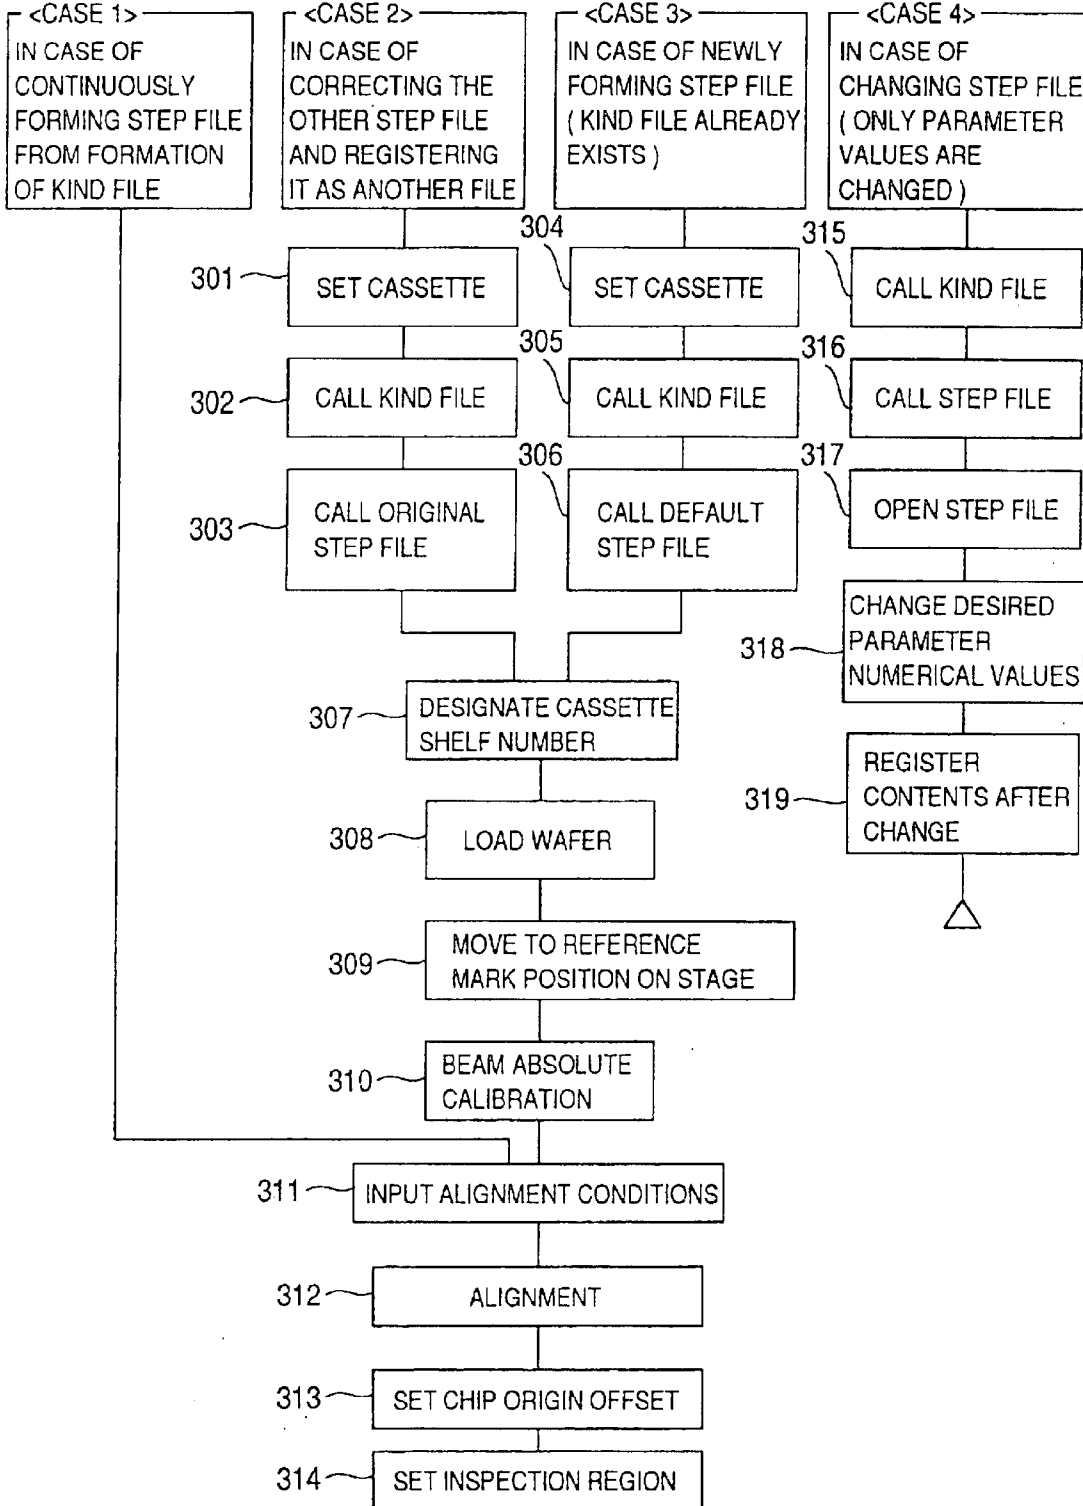 <CASE 1>
IN CASE OF
CONTINUOUSLY
FORMING STEP FILE
FROM FORMATION
OF KIND FILE
<CASE 2>
IN CASE OF
CORRECTING THE
OTHER STEP FILE
AND REGISTERING
IT AS ANOTHER FILE
<CASE 3>
IN CASE OF NEWLY
FORMING STEP FILE
( KIND FILE ALREADY
EXISTS )
<CASE 4>
IN CASE OF
CHANGING STEP FILE
( ONLY PARAMETER
VALUES ARE
CHANGED )
301
SET CASSETTE
302
CALL KIND FILE
303
CALL ORIGINAL
STEP FILE
304
SET CASSETTE
305
CALL KIND FILE
306
CALL DEFAULT
STEP FILE
315
CALL KIND FILE
316
CALL STEP FILE
317
OPEN STEP FILE
318
CHANGE DESIRED
PARAMETER
NUMERICAL VALUES
319
REGISTER
CONTENTS AFTER
CHANGE
307
DESIGNATE CASSETTE
SHELF NUMBER
308
LOAD WAFER
309
MOVE TO REFERENCE
MARK POSITION ON STAGE
310
BEAM ABSOLUTE
CALIBRATION
311
INPUT ALIGNMENT CONDITIONS
312
ALIGNMENT
313
SET CHIP ORIGIN OFFSET
314
SET INSPECTION REGION